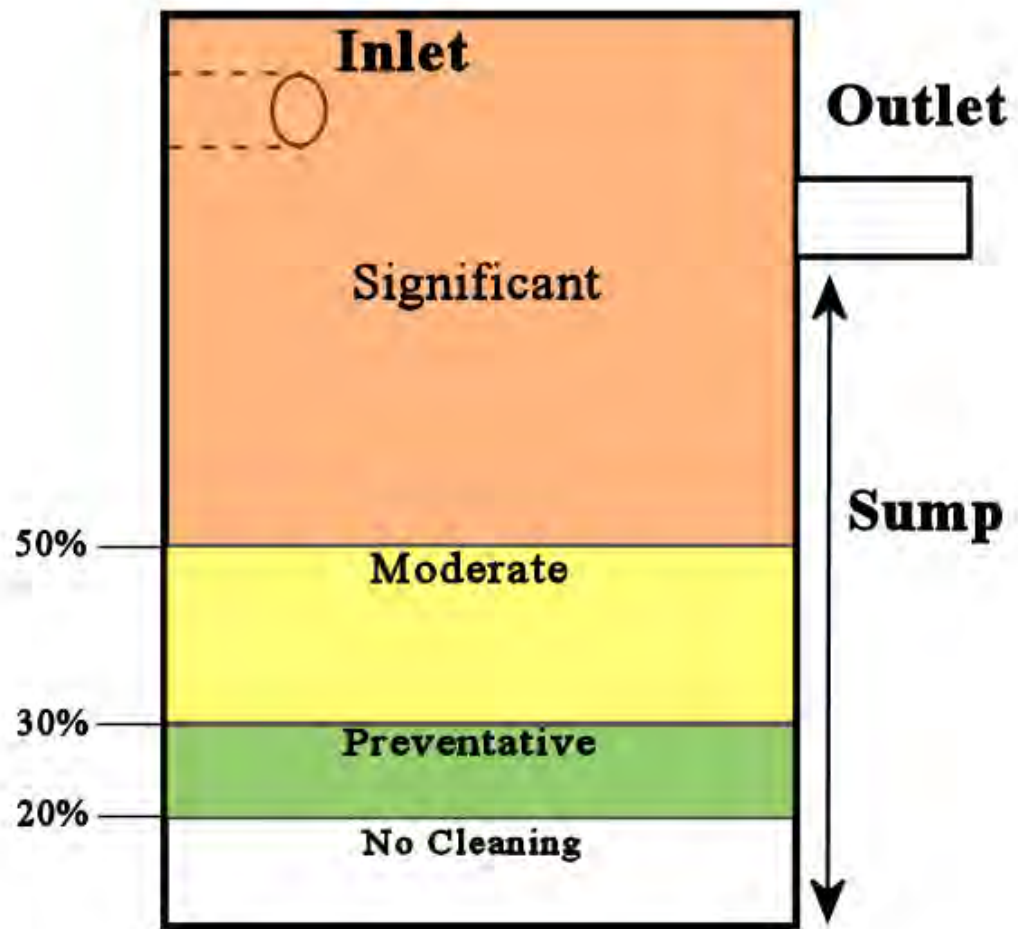 Inlet
Outlet
Significant
Sump
50%
Moderate
30%
Preventative
20%
No Cleaning